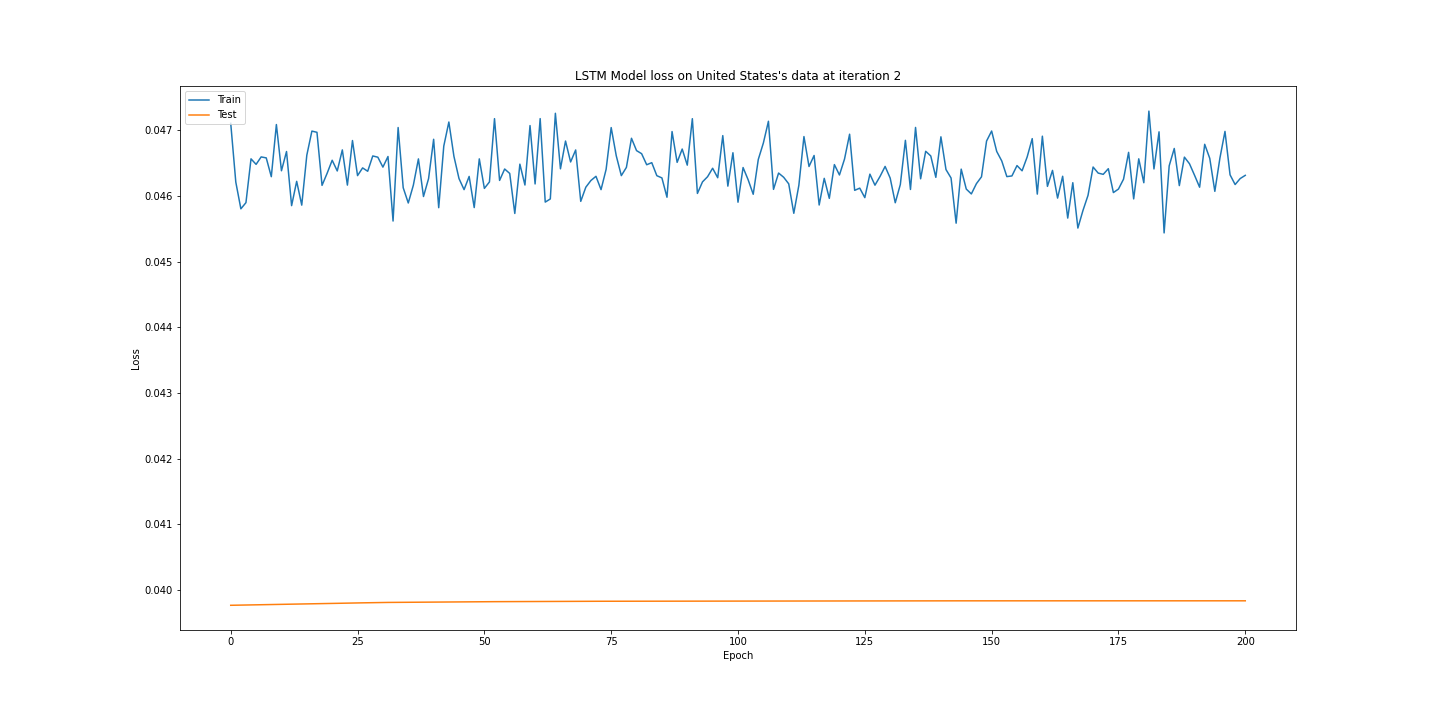 LSTM Model loss on United States's data at iteration 2
Train
Test
0.047
0.046
0.045
0.044
0.043
0.042
0.041
0.040
Loss
0 25 50 75 100 125 150 175 200
Epoch